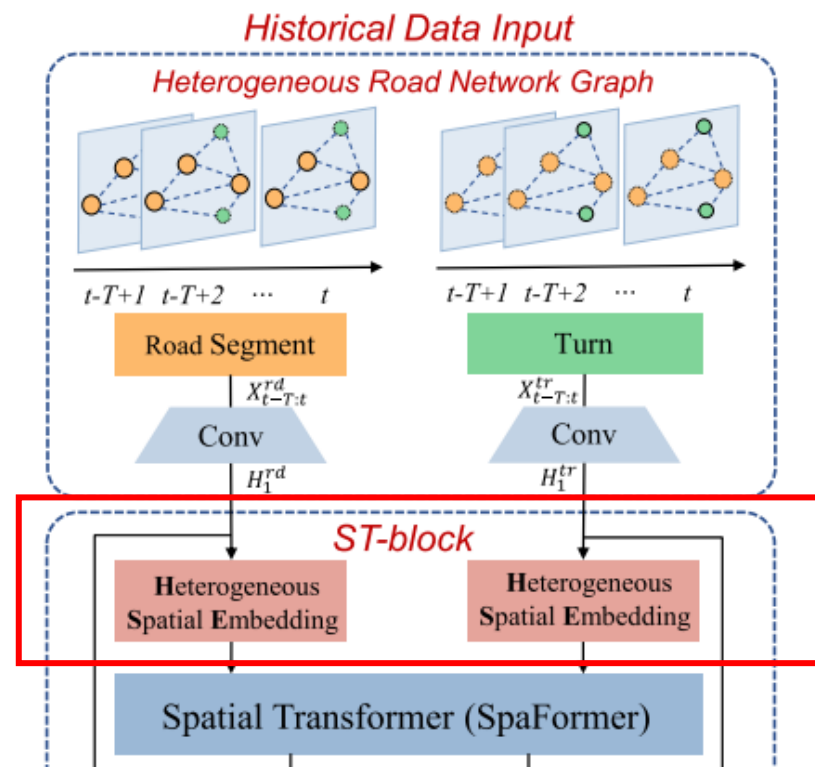 Historical Data Input
Heterogeneous Road Network Graph
t-T+1 t-T+2 ... t
t-T+1 t-T+2 ... t
Road Segment
Turn
X^{rd}_{t-T:t}
X^{tr}_{t-T:t}
Conv
Conv
H^{rd}_1
H^{tr}_1
ST-block
Heterogeneous
Spatial Embedding
Heterogeneous
Spatial Embedding
Spatial Transformer (SpaFormer)